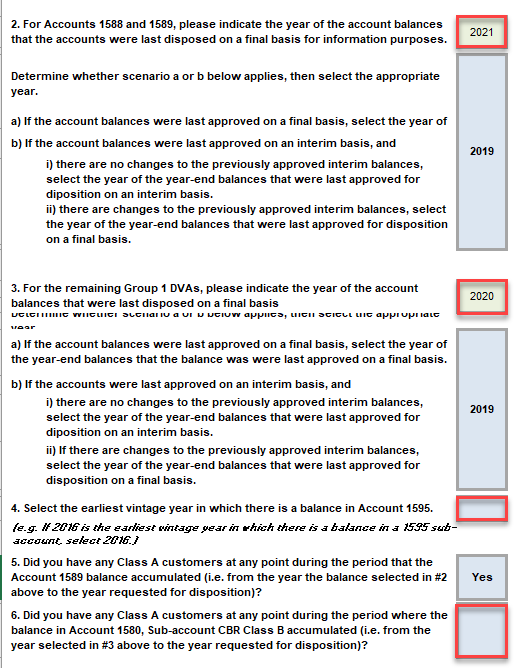 2. For Accounts 1588 and 1589, please indicate the year of the account balances
that the accounts were last disposed on a final basis for information purposes.
2021
Determine whether scenario a or b below applies, then select the appropriate
year.
a) If the account balances were last approved on a final basis, select the year of
b) If the account balances were last approved on an interim basis, and
2019
i) there are no changes to the previously approved interim balances,
select the year of the year-end balances that were last approved for
diposition on an interim basis.
ii) there are changes to the previously approved interim balances, select
the year of the year-end balances that were last approved for disposition
on a final basis.
3. For the remaining Group 1 DVAs, please indicate the year of the account
balances that were last disposed on a final basis
2020
Determine whether scenario a or b below applies, then select the appropriate
year
a) If the account balances were last approved on a final basis, select the year of
the year-end balances that the balance was were last approved on a final basis.
b) If the accounts were last approved on an interim basis, and
i) there are no changes to the previously approved interim balances,
select the year of the year-end balances that were last approved for
diposition on an interim basis.
2019
ii) If there are changes to the previously approved interim balances,
select the year of the year-end balances that were last approved for
disposition on a final basis.
4. Select the earliest vintage year in which there is a balance in Account 1595.
(e.g. If 2016 is the earliest vintage year in which there is a balance in a 1595 sub-
account, select 2016.)
5. Did you have any Class A customers at any point during the period that the
Account 1589 balance accumulated (i.e. from the year the balance selected in #2
above to the year requested for disposition)?
Yes
6. Did you have any Class A customers at any point during the period where the
balance in Account 1580, Sub-account CBR Class B accumulated (i.e. from the
year selected in #3 above to the year requested for disposition)?